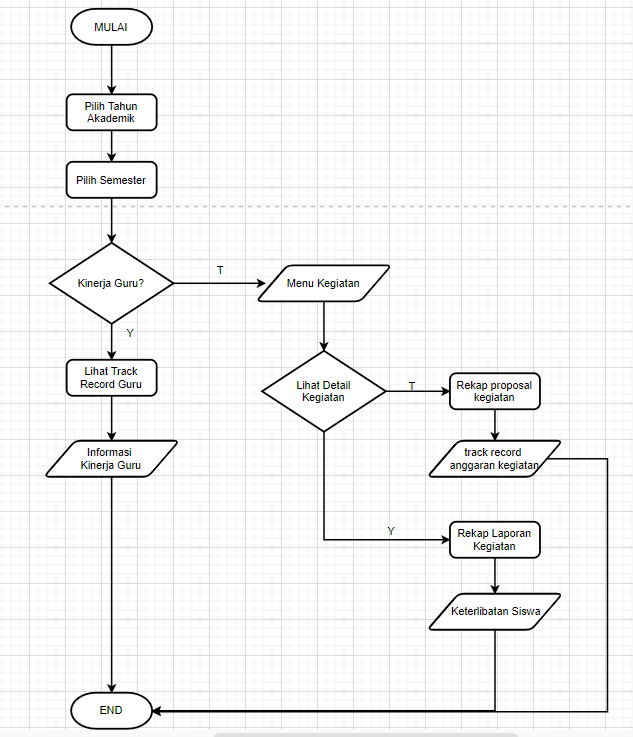 MULAI
Pilih Tahun
Akademik
Pilih Semester
Kinerja Guru?
T
Menu Kegiatan
Y
Lihat Track
Record Guru
Informasi
Kinerja Guru
Lihat Detail
Kegiatan
T
Rekap proposal
kegiatan
track record
anggaran kegiatan
Y
Rekap Laporan
Kegiatan
Keterlibatan Siswa
END